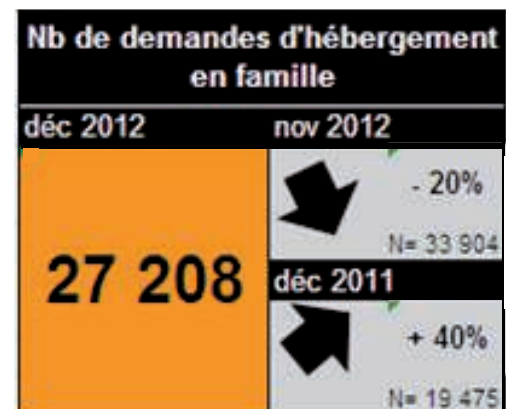 Nb de demandes d'hébergement
en famille
déc 2012
nov 2012
27 208
- 20%
N= 33 904
déc 2011
+ 40%
N= 19 475